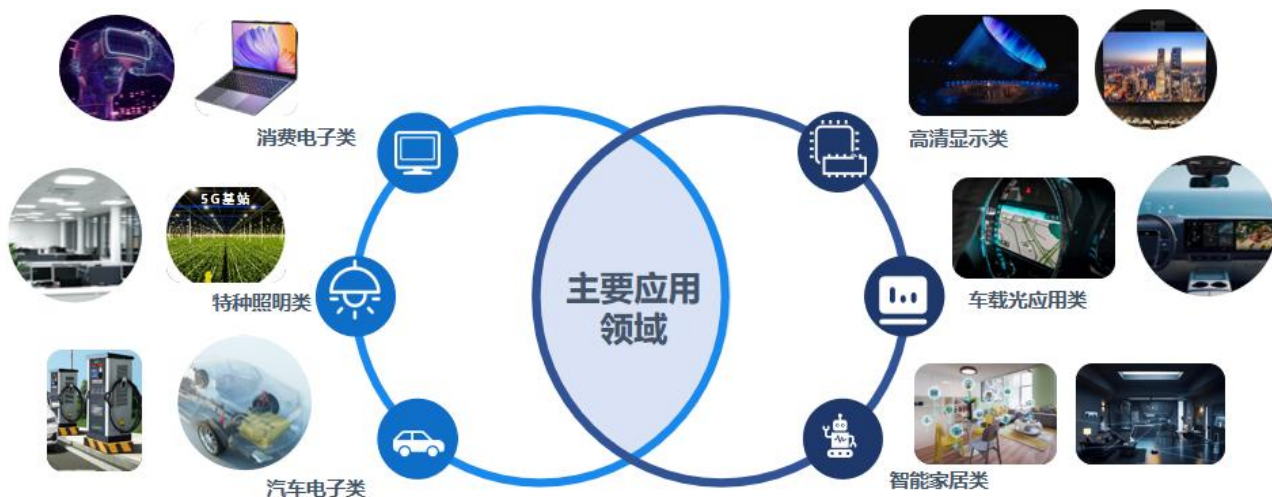 消费电子类
高清显示类
5G基站
特种照明类
主要应用
领域
车载光应用类
汽车电子类
智能家居类